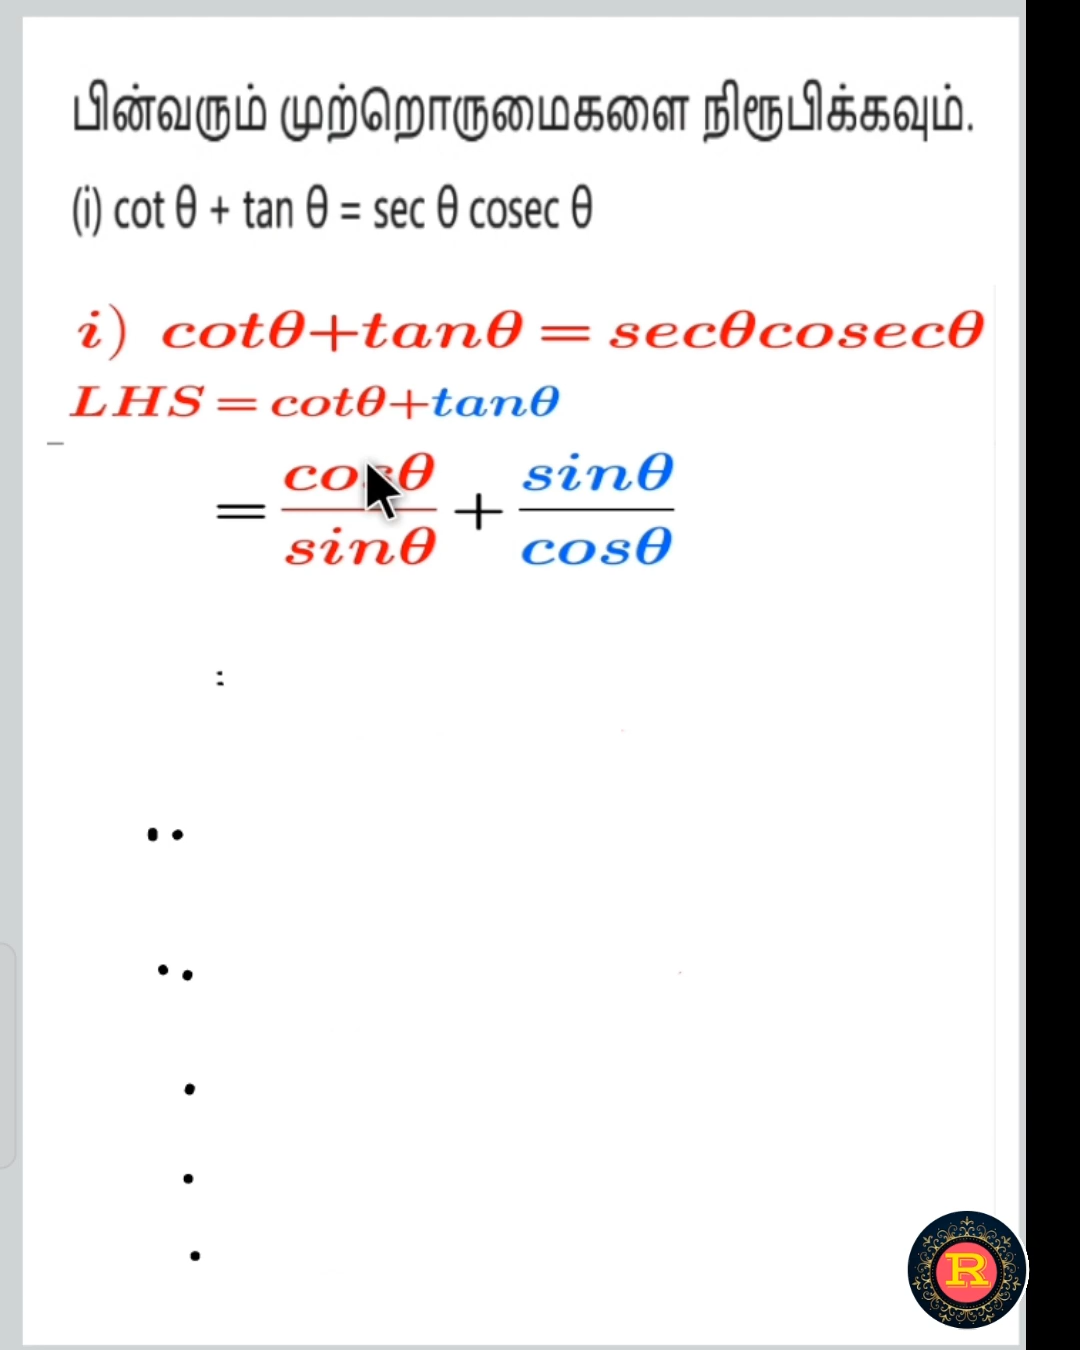 பின்வரும் முற்றொருமைகளை நிரூபிக்கவும்.
(i) cot θ + tan θ = sec θ cosec θ
i) cotθ+tanθ = secθcosecθ
LHS = cotθ+tanθ
= cosθ/sinθ + sinθ/cosθ
R